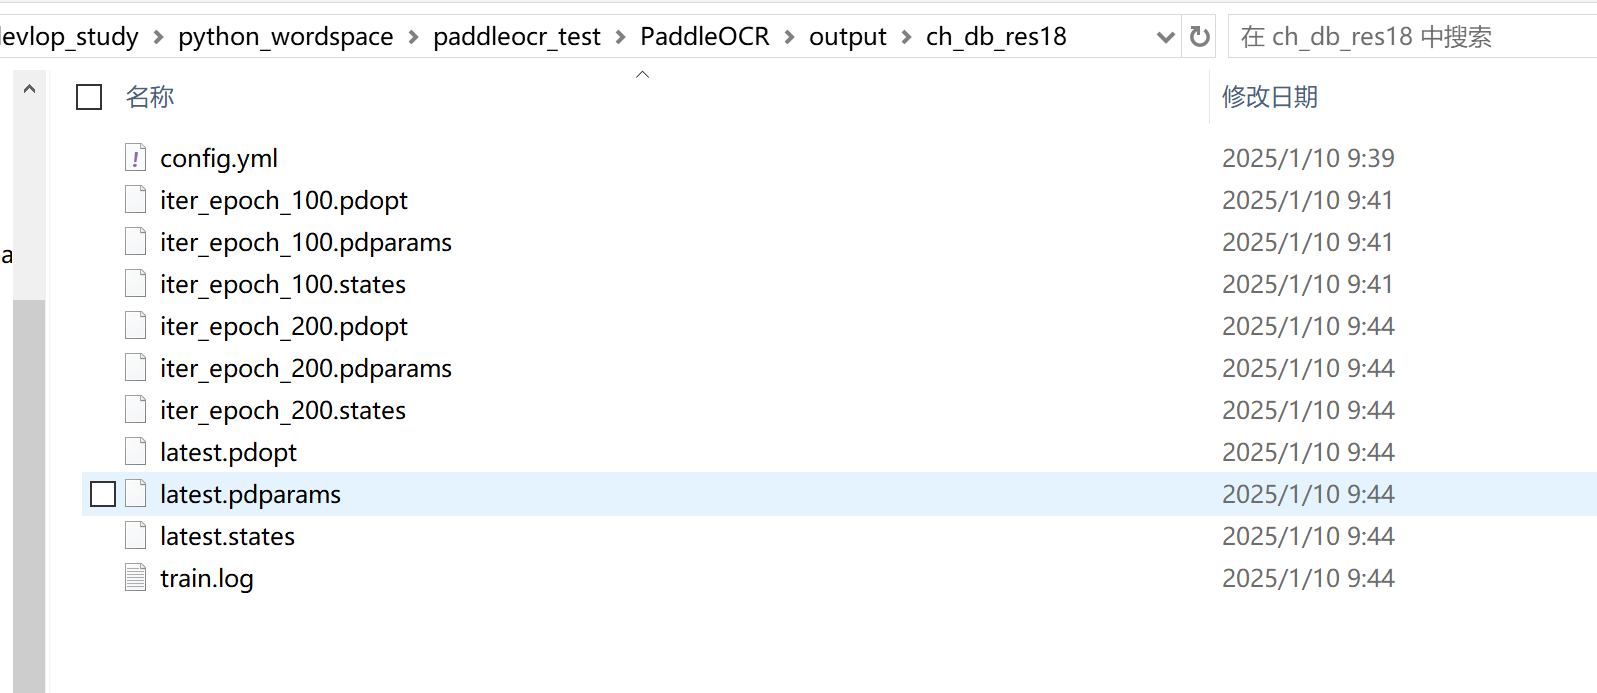 levlop_study > python_wordspace > paddleocr_test > PaddleOCR > output > ch_db_res18
在 ch_db_res18 中搜索
名称 修改日期
config.yml 2025/1/10 9:39
iter_epoch_100.pdopt 2025/1/10 9:41
iter_epoch_100.pdparams 2025/1/10 9:41
iter_epoch_100.states 2025/1/10 9:41
iter_epoch_200.pdopt 2025/1/10 9:44
iter_epoch_200.pdparams 2025/1/10 9:44
iter_epoch_200.states 2025/1/10 9:44
latest.pdopt 2025/1/10 9:44
latest.pdparams 2025/1/10 9:44
latest.states 2025/1/10 9:44
train.log 2025/1/10 9:44
a